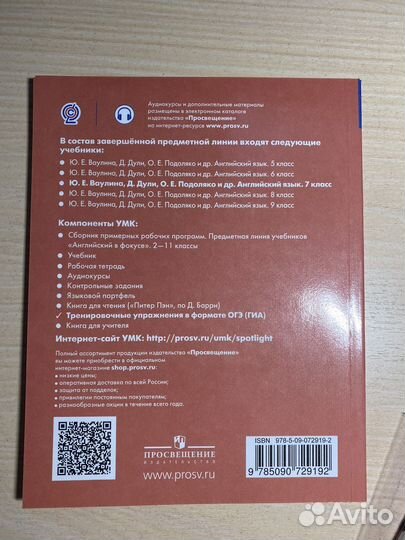 Аудиокурсы и дополнительные материалы
размещены в электронном каталоге
издательства «Просвещение»
на интернет-ресурсе www.prosv.ru
В состав завершённой предметной линии входят следующие
учебники:
• Ю. Е. Ваулина, Д. Дули, О. Е. Подоляко и др. Английский язык. 5 класс
• Ю. Е. Ваулина, Д. Дули, О. Е. Подоляко и др. Английский язык. 6 класс
• Ю. Е. Ваулина, Д. Дули, О. Е. Подоляко и др. Английский язык. 7 класс
• Ю. Е. Ваулина, Д. Дули, О. Е. Подоляко и др. Английский язык. 8 класс
• Ю. Е. Ваулина, Д. Дули, О. Е. Подоляко и др. Английский язык. 9 класс
Компоненты УМК:
• Сборник примерных рабочих программ. Предметная линия учебников
«Английский в фокусе». 2—11 классы
• Учебник
• Рабочая тетрадь
• Аудиокурсы
• Контрольные задания
• Языковой портфель
• Книга для чтения («Питер Пэн», по Д. Барри)
✓ Тренировочные упражнения в формате ОГЭ (ГИА)
• Книга для учителя
Интернет-сайт УМК: http://prosv.ru/umk/spotlight
Полный ассортимент продукции издательства «Просвещение»
вы можете приобрести в официальном
интернет-магазине shop.prosv.ru:
• низкие цены;
• оперативная доставка по всей России;
• защита от подделок;
• привилегии постоянным покупателям;
• разнообразные акции в течение всего года.
ПРОСВЕЩЕНИЕ
ИЗДАТЕЛЬСТВО
www.prosv.ru
ISBN 978-5-09-072919-2
9 785090 729192
Avito